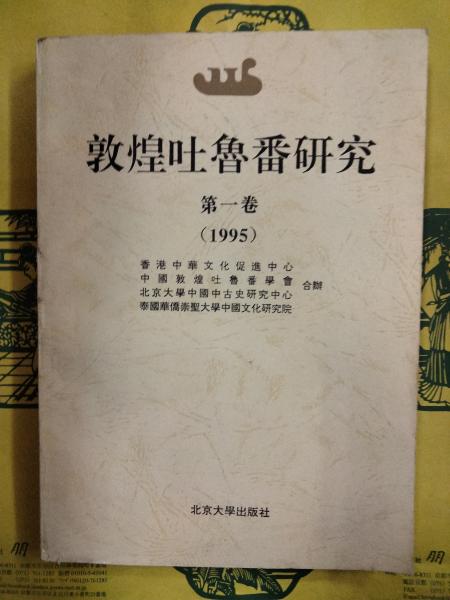 敦煌吐魯番研究
第一卷
(1995)
香港中華文化促進中心
中國敦煌吐魯番學會
北京大學中國中古史研究中心
泰國華僑崇聖大學中國文化研究院
合辦
北京大學出版社
朋
朋